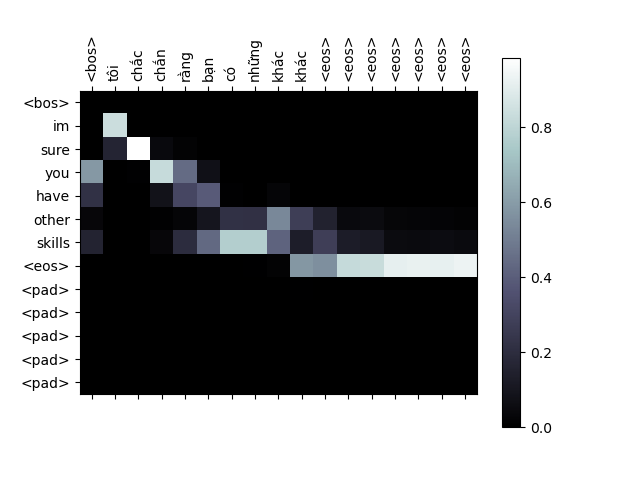 <bos>
tôi
chắc
chắn
rằng
bạn
có
những
khác
khác
<eos>
<eos>
<eos>
<eos>
<eos>
<eos>
<eos>
<bos>
im
sure
you
have
other
skills
<eos>
<pad>
<pad>
<pad>
<pad>
<pad>
0.8
0.6
0.4
0.2
0.0